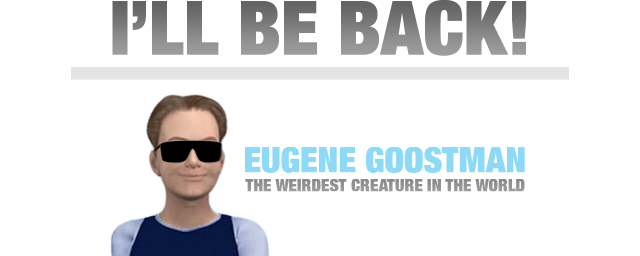 I’LL BE BACK!
EUGENE GOOSTMAN
THE WEIRDEST CREATURE IN THE WORLD